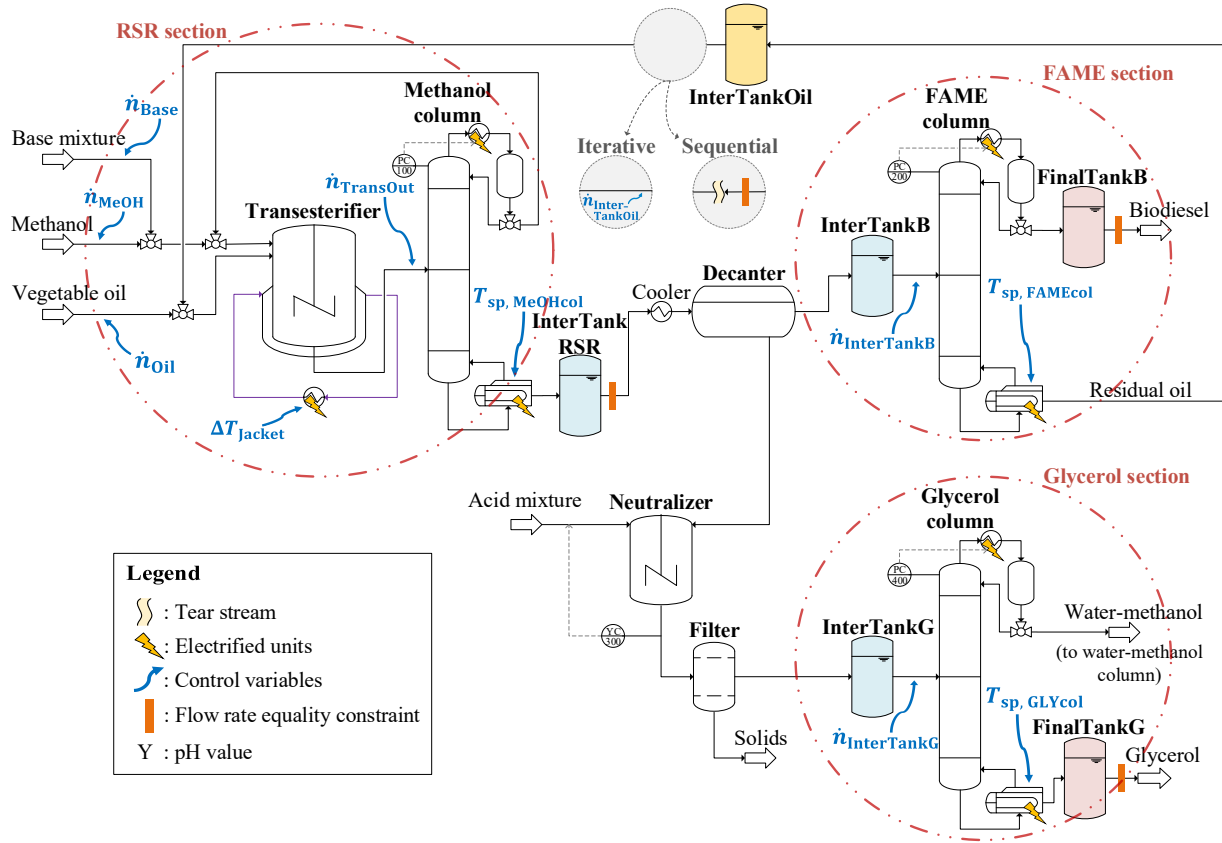 RSR section
FAME section
Glycerol section
ṅBase
Base mixture
ṅMeOH
Methanol
Vegetable oil
ṅOil
Transesterifier
ΔTJacket
Methanol
column
PC
100
ṅTransOut
Tsp, MeOHcol
InterTank
RSR
Iterative
ṅInter-
TankOil
Sequential
InterTankOil
Cooler
Decanter
InterTankB
ṅInterTankB
FAME
column
PC
200
Tsp, FAMEcol
FinalTankB
Biodiesel
Residual oil
Acid mixture
Neutralizer
YC
300
Filter
Solids
InterTankG
ṅInterTankG
Glycerol
column
PC
400
Water-methanol
(to water-methanol
column)
Tsp, GLYcol
FinalTankG
Glycerol
Legend
: Tear stream
: Electrified units
: Control variables
: Flow rate equality constraint
Y : pH value